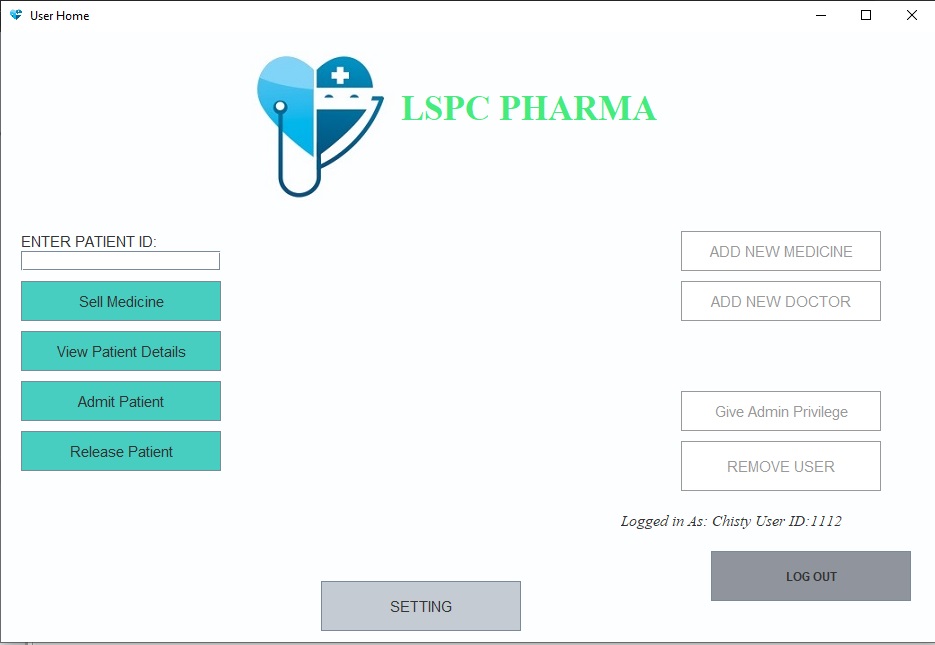 User Home
LSPC PHARMA
ENTER PATIENT ID:
Sell Medicine
View Patient Details
Admit Patient
Release Patient
ADD NEW MEDICINE
ADD NEW DOCTOR
Give Admin Privilege
REMOVE USER
Logged in As: Chisty User ID:1112
LOG OUT
SETTING